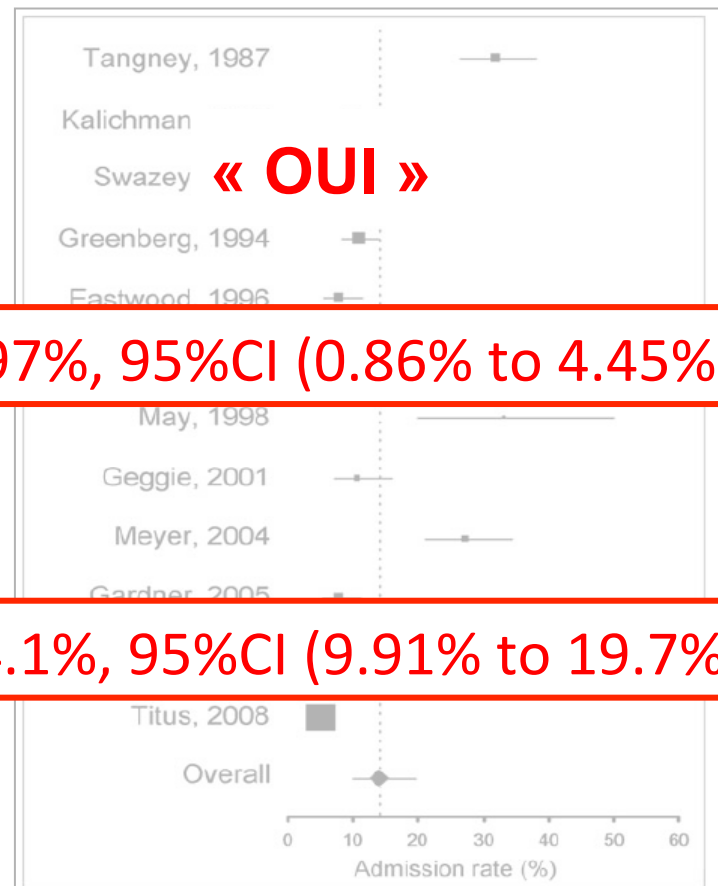 Tangney, 1987
Kalichman
Swazey « OUI »
Greenberg, 1994
Eastwood, 1996
97%, 95%CI (0.86% to 4.45%
May, 1998
Geggie, 2001
Meyer, 2004
Gardner, 2005
.1%, 95%CI (9.91% to 19.7%
Titus, 2008
Overall
0 10 20 30 40 50 60
Admission rate (%)